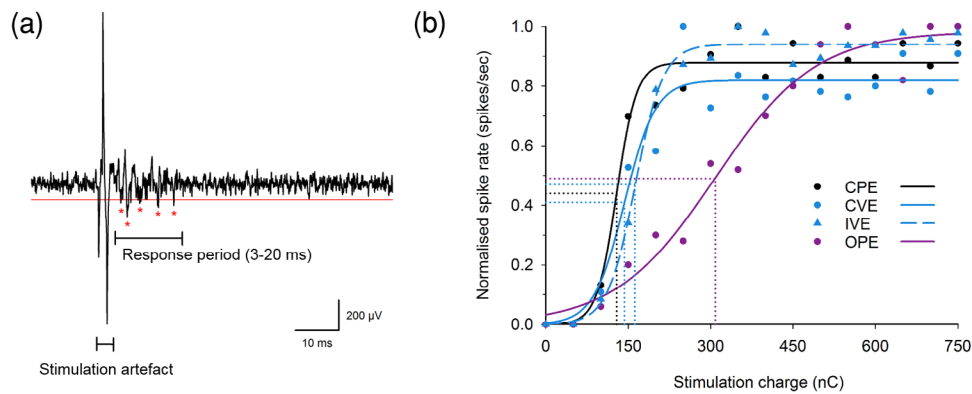 (a)
* * * * *
Response period (3-20 ms)
200 µV
10 ms
Stimulation artefact
(b)
Normalised spike rate (spikes/sec)
1.0
0.8
0.6
0.4
0.2
0.0
CPE
CVE
IVE
OPE
0 150 300 450 600 750
Stimulation charge (nC)